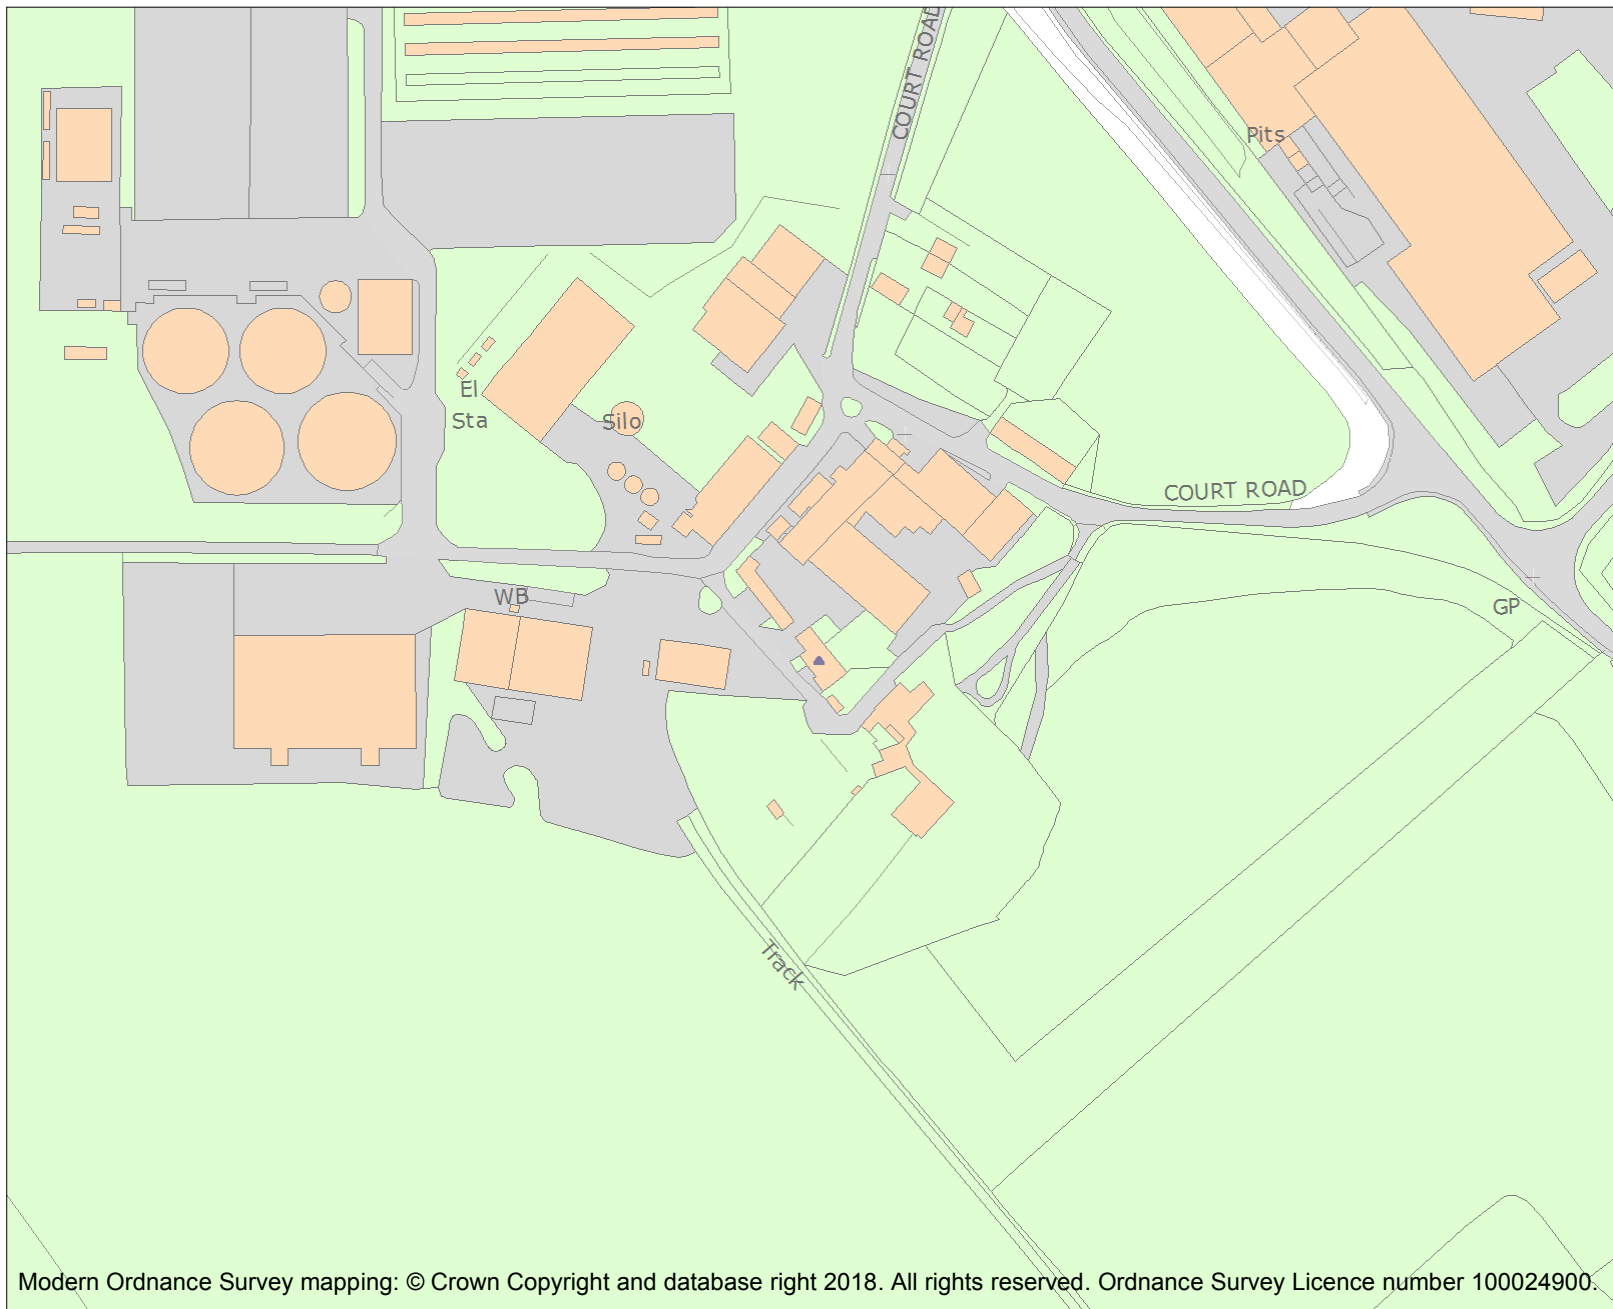 COURT ROAD
Pits
El
Sta
Silo
COURT ROAD
WB
GP
Track
Modern Ordnance Survey mapping: © Crown Copyright and database right 2018. All rights reserved. Ordnance Survey Licence number 100024900.